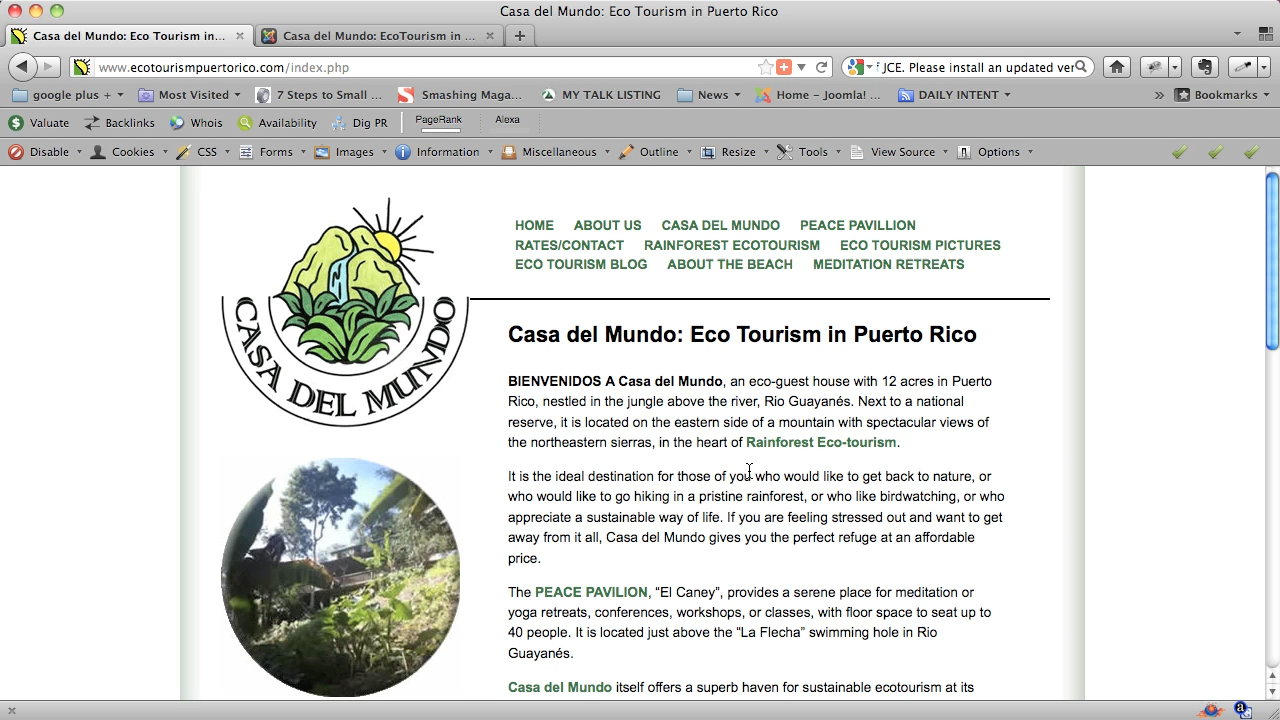 Casa del Mundo: Eco Tourism in Puerto Rico
Casa del Mundo: Eco Tourism in...
Casa del Mundo: EcoTourism in ...
www.ecotourismpuertorico.com/index.php
JCE. Please install an updated ver
google plus +
Most Visited
7 Steps to Small ...
Smashing Maga...
MY TALK LISTING
News
Home - Joomla! ...
DAILY INTENT
»
Bookmarks
Valuate
Backlinks
Whois
Availability
Dig PR
PageRank
Alexa
Disable
Cookies
CSS
Forms
Images
Information
Miscellaneous
Outline
Resize
Tools
View Source
Options
HOME ABOUT US CASA DEL MUNDO PEACE PAVILLION
RATES/CONTACT RAINFOREST ECOTOURISM ECO TOURISM PICTURES
ECO TOURISM BLOG ABOUT THE BEACH MEDITATION RETREATS
CASA DEL MUNDO
Casa del Mundo: Eco Tourism in Puerto Rico
BIENVENIDOS A Casa del Mundo, an eco-guest house with 12 acres in Puerto
Rico, nestled in the jungle above the river, Rio Guayanés. Next to a national
reserve, it is located on the eastern side of a mountain with spectacular views of
the northeastern sierras, in the heart of Rainforest Eco-tourism.
It is the ideal destination for those of you who would like to get back to nature, or
who would like to go hiking in a pristine rainforest, or who like birdwatching, or who
appreciate a sustainable way of life. If you are feeling stressed out and want to get
away from it all, Casa del Mundo gives you the perfect refuge at an affordable
price.
The PEACE PAVILION, “El Caney”, provides a serene place for meditation or
yoga retreats, conferences, workshops, or classes, with floor space to seat up to
40 people. It is located just above the “La Flecha” swimming hole in Rio
Guayanés.
Casa del Mundo itself offers a superb haven for sustainable ecotourism at its